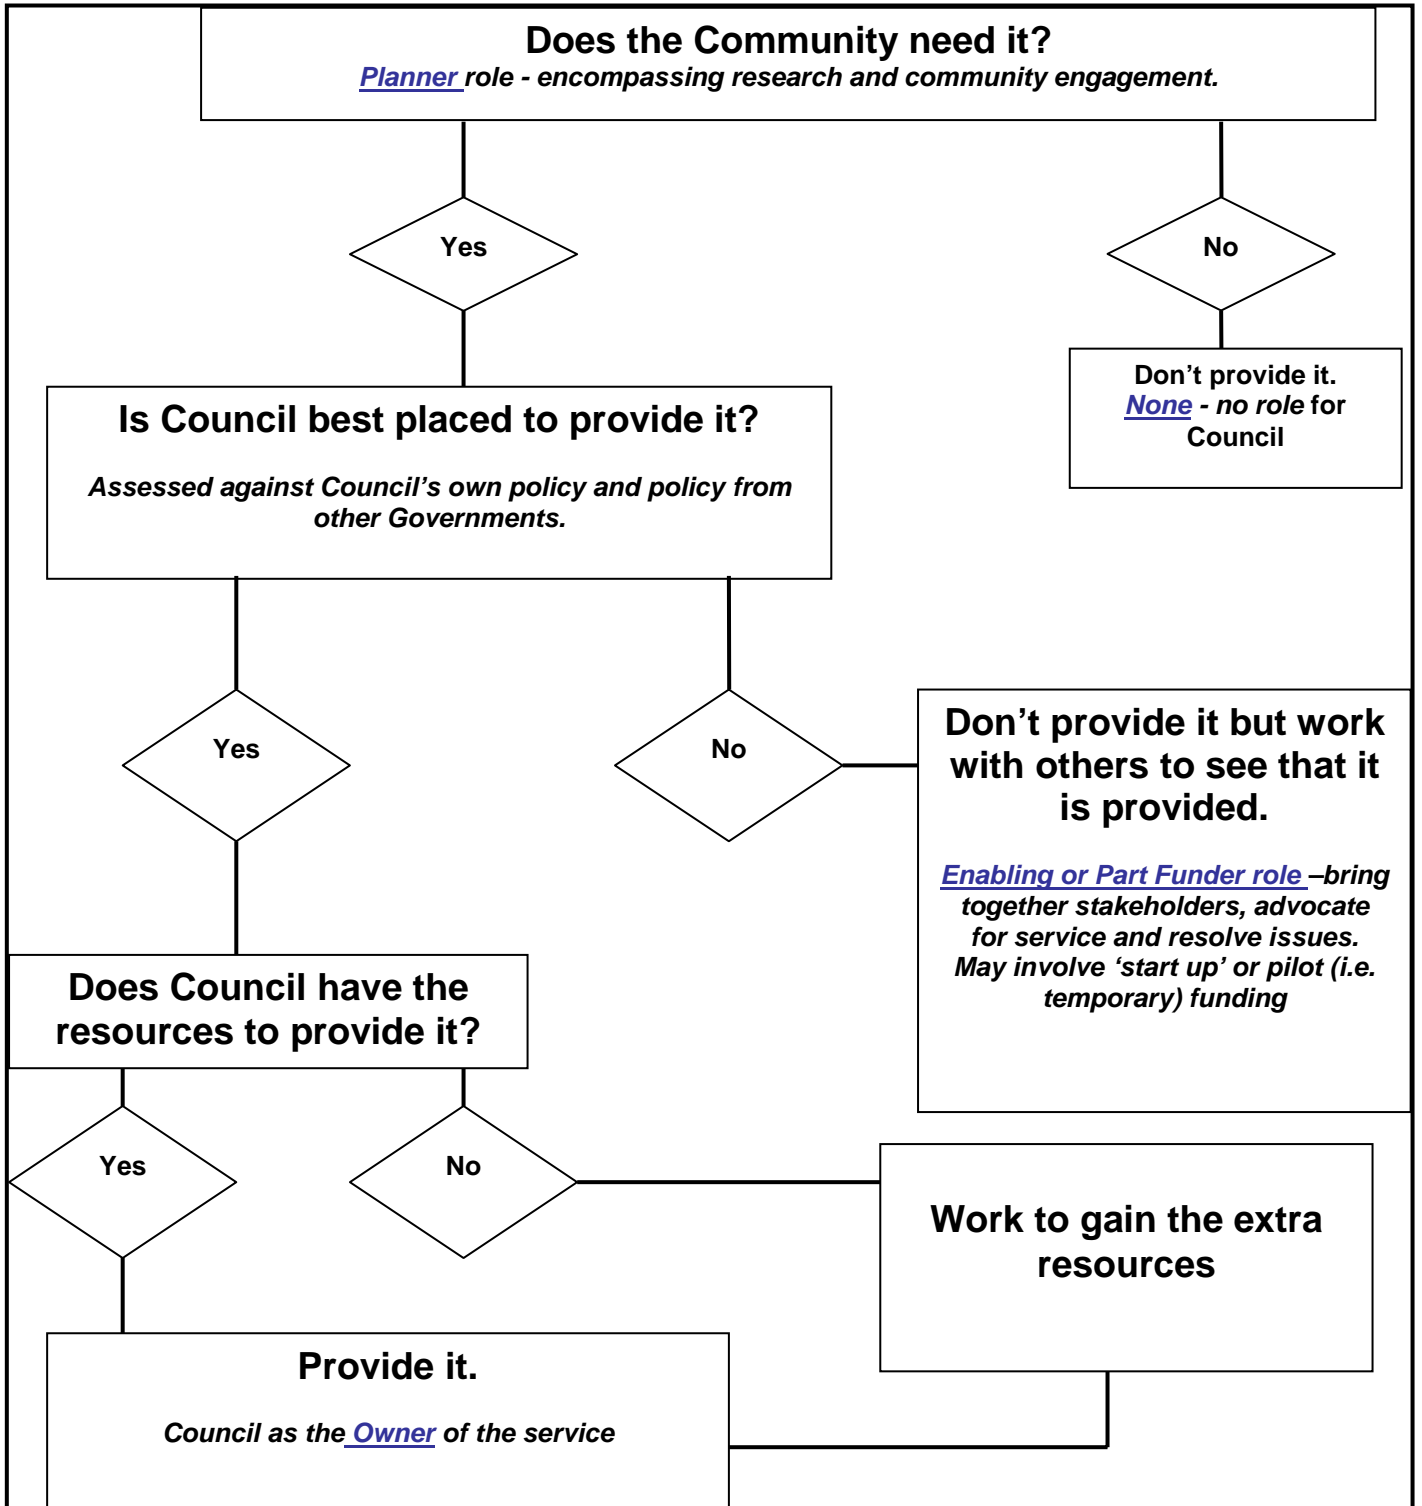 Does the Community need it?
Planner role - encompassing research and community engagement.
Yes
No
Don’t provide it.
None - no role for
Council
Is Council best placed to provide it?
Assessed against Council’s own policy and policy from
other Governments.
Yes
No
Don’t provide it but work
with others to see that it
is provided.
Enabling or Part Funder role –bring
together stakeholders, advocate
for service and resolve issues.
May involve ‘start up’ or pilot (i.e.
temporary) funding
Does Council have the
resources to provide it?
Yes
No
Work to gain the extra
resources
Provide it.
Council as the Owner of the service